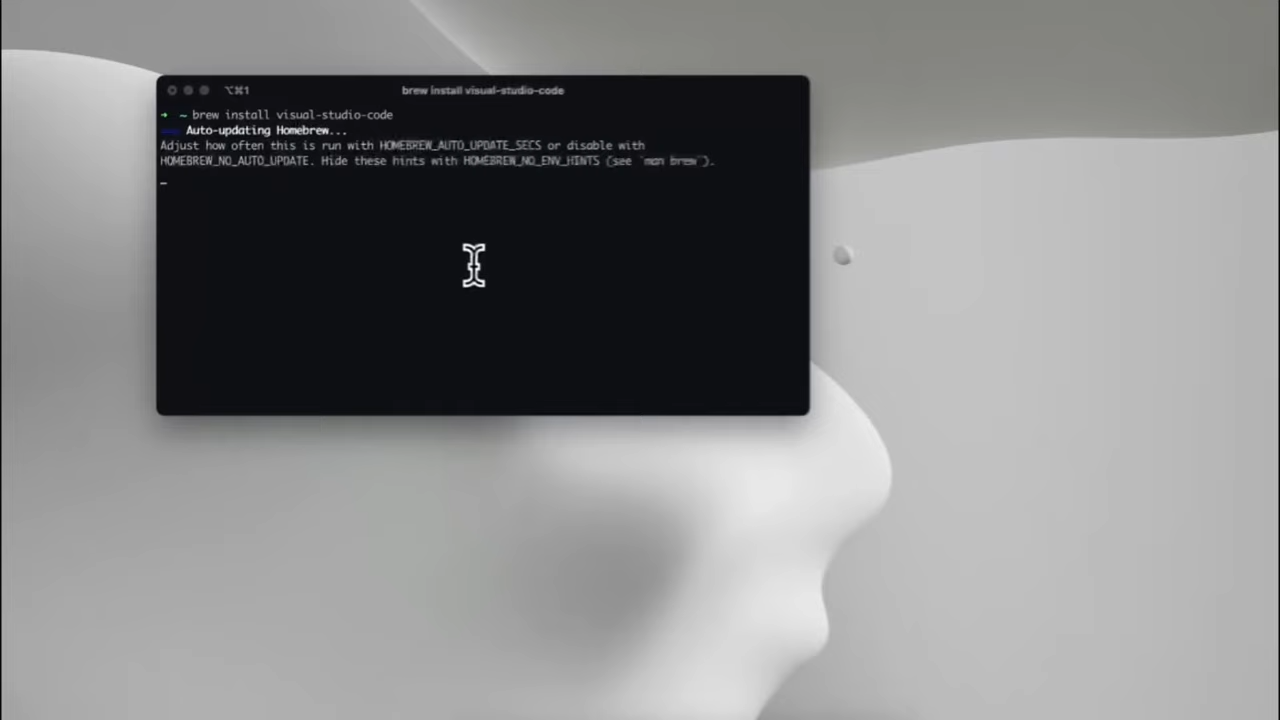 ⌥⌘1 brew install visual-studio-code
➜ ~ brew install visual-studio-code
==> Auto-updating Homebrew...
Adjust how often this is run with HOMEBREW_AUTO_UPDATE_SECS or disable with
HOMEBREW_NO_AUTO_UPDATE. Hide these hints with HOMEBREW_NO_ENV_HINTS (see `man brew`).